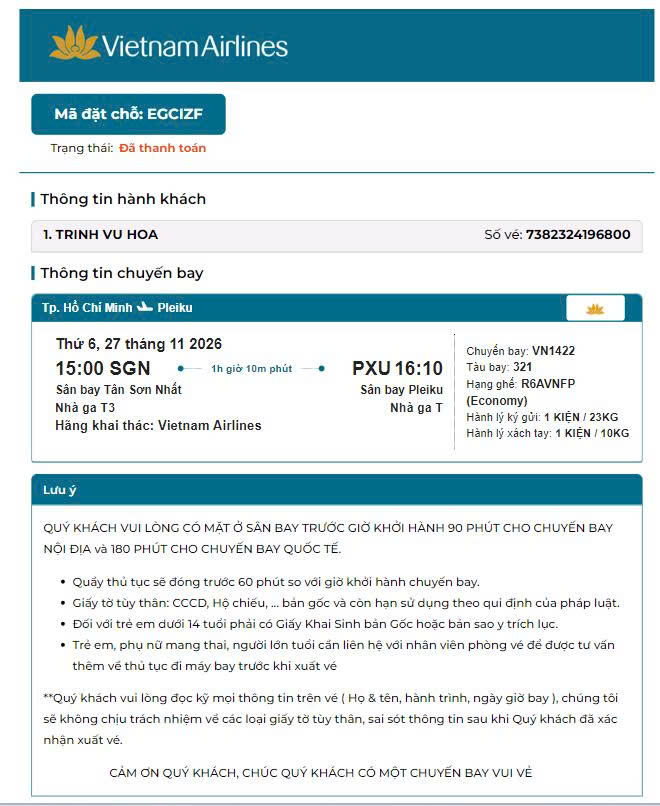 Vietnam Airlines
Mã đặt chỗ: EGCIZF
Trạng thái: Đã thanh toán
Thông tin hành khách
1. TRINH VU HOA Số vé: 7382324196800
Thông tin chuyến bay
Tp. Hồ Chí Minh Pleiku
Thứ 6, 27 tháng 11 2026
15:00 SGN 1h giờ 10m phút PXU 16:10
Sân bay Tân Sơn Nhất Sân bay Pleiku
Nhà ga T3 Nhà ga T
Hãng khai thác: Vietnam Airlines
Chuyến bay: VN1422
Tàu bay: 321
Hạng ghế: R6AVNFP
(Economy)
Hành lý ký gửi: 1 KIỆN / 23KG
Hành lý xách tay: 1 KIỆN / 10KG
Lưu ý
QUÝ KHÁCH VUI LÒNG CÓ MẶT Ở SÂN BAY TRƯỚC GIỜ KHỞI HÀNH 90 PHÚT CHO CHUYẾN BAY
NỘI ĐỊA và 180 PHÚT CHO CHUYẾN BAY QUỐC TẾ.
• Quầy thủ tục sẽ đóng trước 60 phút so với giờ khởi hành chuyến bay.
• Giấy tờ tùy thân: CCCD, Hộ chiếu, ... bản gốc và còn hạn sử dụng theo qui định của pháp luật.
• Đối với trẻ em dưới 14 tuổi phải có Giấy Khai Sinh bản Gốc hoặc bản sao y trích lục.
• Trẻ em, phụ nữ mang thai, người lớn tuổi cần liên hệ với nhân viên phòng vé để được tư vấn
thêm về thủ tục đi máy bay trước khi xuất vé
**Quý khách vui lòng đọc kỹ mọi thông tin trên vé ( Họ & tên, hành trình, ngày giờ bay ), chúng tôi
sẽ không chịu trách nhiệm về các loại giấy tờ tùy thân, sai sót thông tin sau khi Quý khách đã xác
nhận xuất vé.
CẢM ƠN QUÝ KHÁCH, CHÚC QUÝ KHÁCH CÓ MỘT CHUYẾN BAY VUI VẺ